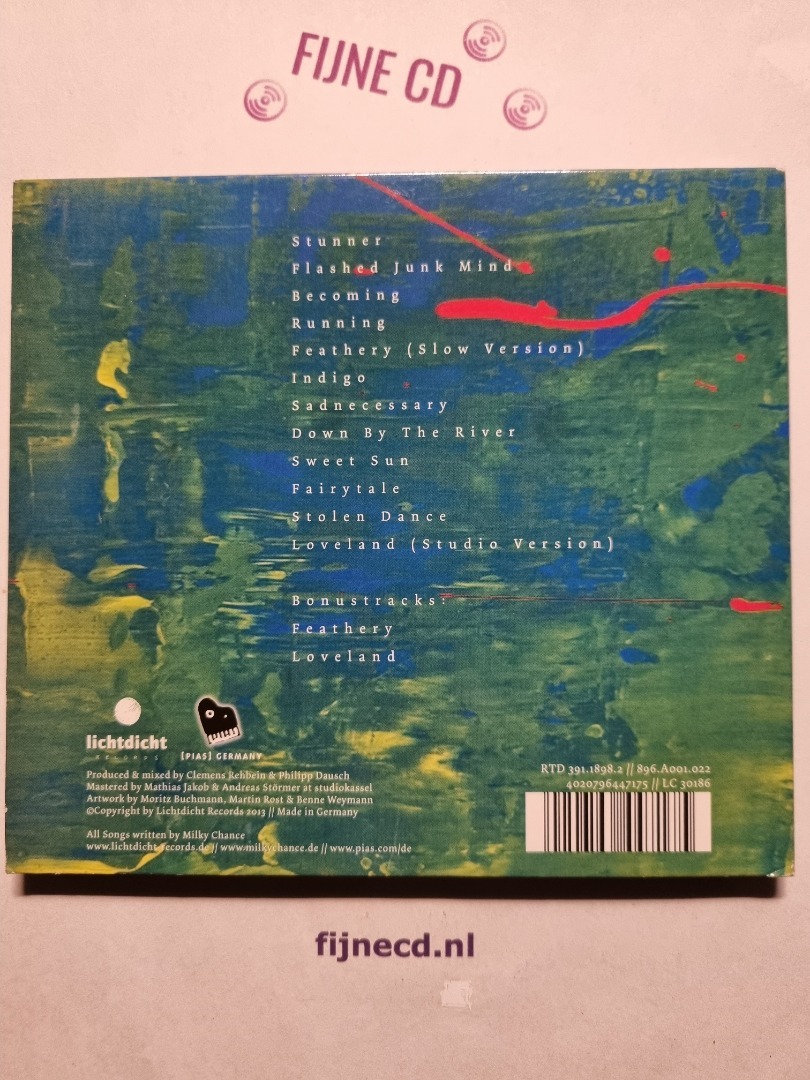 FIJNE CD
Stunner
Flashed Junk Mind
Becoming
Running
Feathery (Slow Version)
Indigo
Sadnecessary
Down By The River
Sweet Sun
Fairytale
Stolen Dance
Loveland (Studio Version)
Bonustracks:
Feathery
Loveland
lichtdicht
RECORDS
[PIAS] GERMANY
Produced & mixed by Clemens Rehbein & Philipp Dausch
Mastered by Mathias Jakob & Andreas Störmer at studiokassel
Artwork by Moritz Buchmann, Martin Rost & Benne Weymann
©Copyright by Lichtdicht Records 2013 // Made in Germany
All Songs written by Milky Chance
www.lichtdicht-records.de // www.milkychance.de // www.pias.com/de
RTD 391.1898.2 // 896.A001.022
4020796447175 // LC 30186
fijnecd.nl